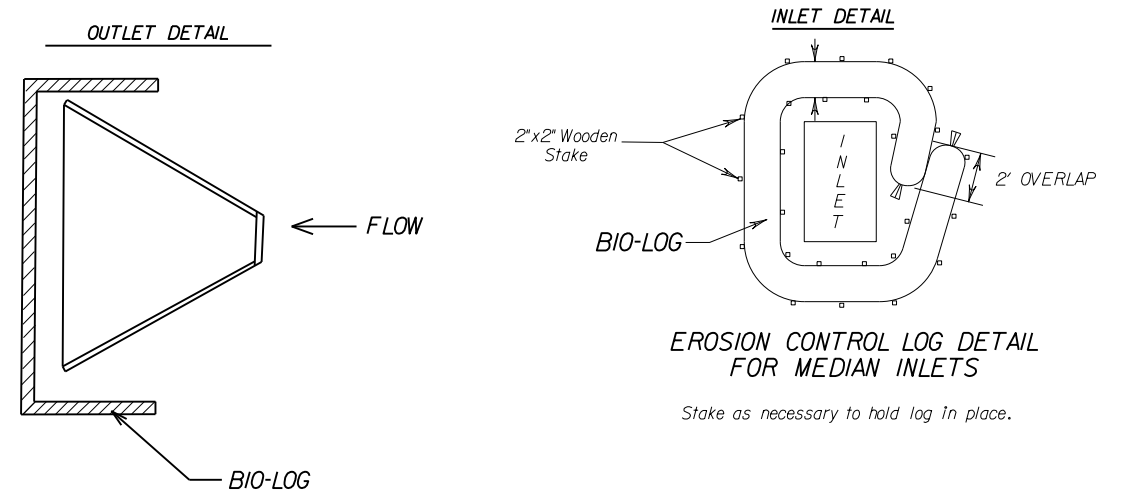 OUTLET DETAIL
FLOW
BIO-LOG
INLET DETAIL
2"x2" Wooden
Stake
INLET
2' OVERLAP
BIO-LOG
EROSION CONTROL LOG DETAIL
FOR MEDIAN INLETS
Stake as necessary to hold log in place.